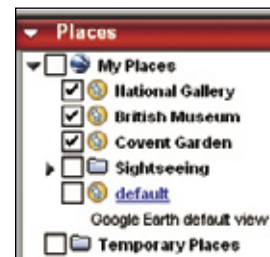 Places
My Places
National Gallery
British Museum
Covent Garden
Sightseeing
default
Google Earth default view
Temporary Places